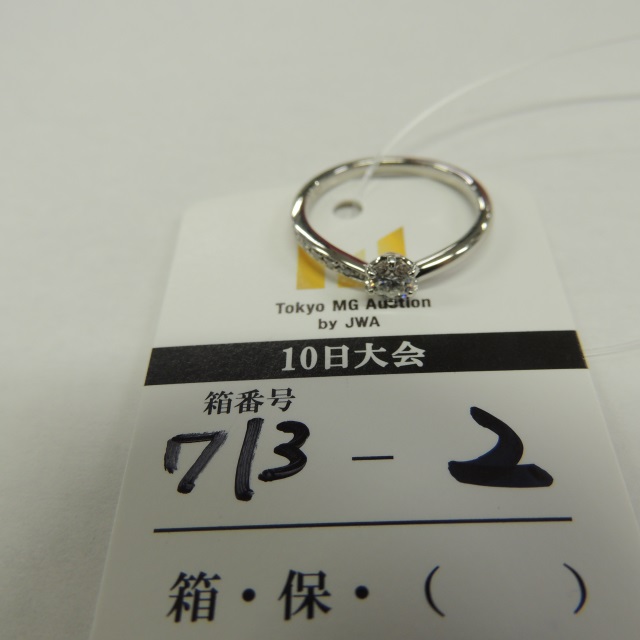 Tokyo MG Auction
by JWA
10日大会
箱番号
713 - 2
箱・保・(　　)